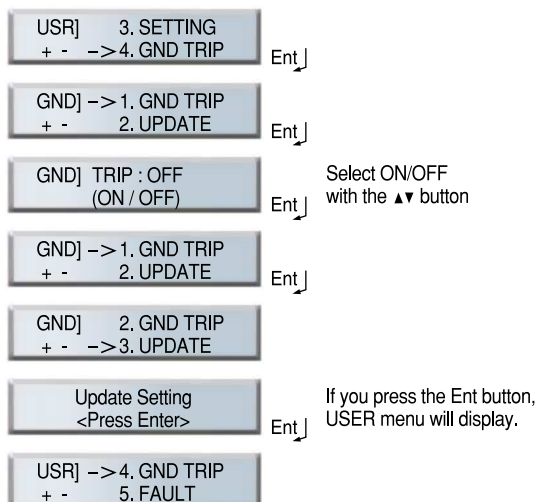 USR] 3. SETTING
+ - –>4. GND TRIP
Ent
GND] –>1. GND TRIP
+ - 2. UPDATE
Ent
GND] TRIP : OFF
(ON / OFF)
Ent
Select ON/OFF
with the ▲▼ button
GND] –>1. GND TRIP
+ - 2. UPDATE
Ent
GND] 2. GND TRIP
+ - –>3. UPDATE
Update Setting
<Press Enter>
Ent
If you press the Ent button,
USER menu will display.
USR] –>4. GND TRIP
+ - 5. FAULT